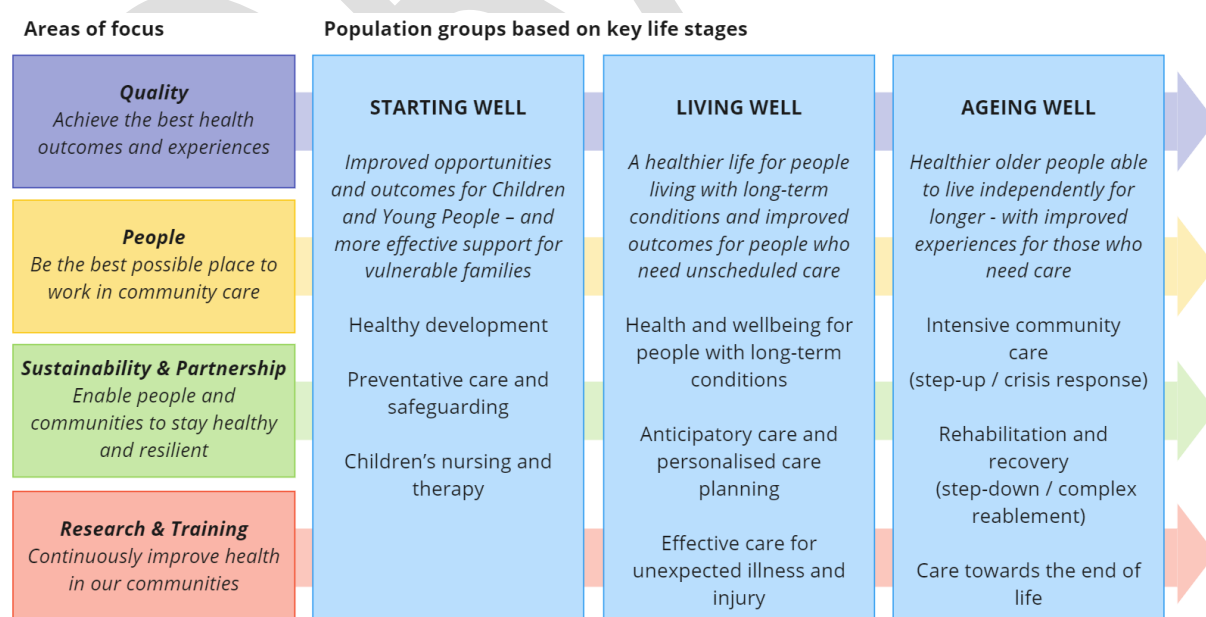 Areas of focus
Population groups based on key life stages
Quality
Achieve the best health
outcomes and experiences
People
Be the best possible place to
work in community care
Sustainability & Partnership
Enable people and
communities to stay healthy
and resilient
Research & Training
Continuously improve health
in our communities
STARTING WELL
Improved opportunities
and outcomes for Children
and Young People – and
more effective support for
vulnerable families
Healthy development
Preventative care and
safeguarding
Children’s nursing and
therapy
LIVING WELL
A healthier life for people
living with long-term
conditions and improved
outcomes for people who
need unscheduled care
Health and wellbeing for
people with long-term
conditions
Anticipatory care and
personalised care
planning
Effective care for
unexpected illness and
injury
AGEING WELL
Healthier older people able
to live independently for
longer - with improved
experiences for those who
need care
Intensive community
care
(step-up / crisis response)
Rehabilitation and
recovery
(step-down / complex
reablement)
Care towards the end of
life